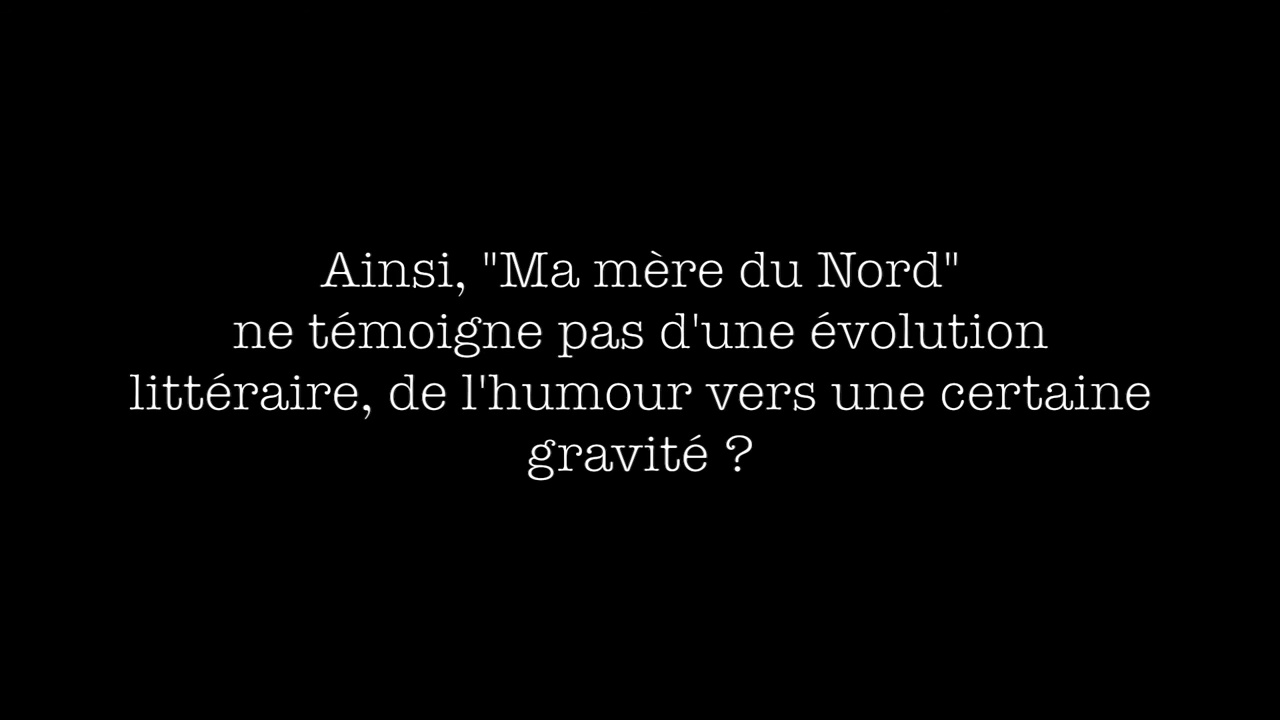 Ainsi, "Ma mère du Nord"
ne témoigne pas d'une évolution
littéraire, de l'humour vers une certaine
gravité ?